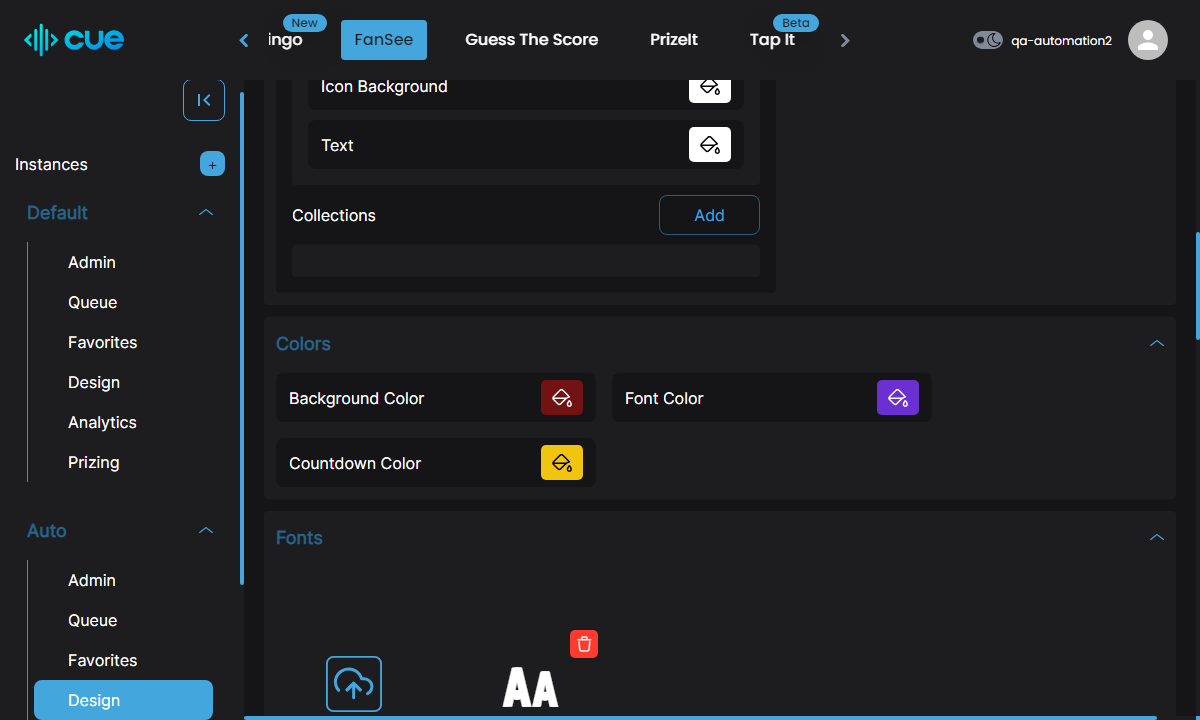 cue
New
ingo
FanSee
Guess The Score
PrizeIt
Beta
Tap It
qa-automation2
Instances
+
Default
Admin
Queue
Favorites
Design
Analytics
Prizing
Auto
Admin
Queue
Favorites
Design
Icon Background
Text
Collections
Add
Colors
Background Color
Font Color
Countdown Color
Fonts
AA